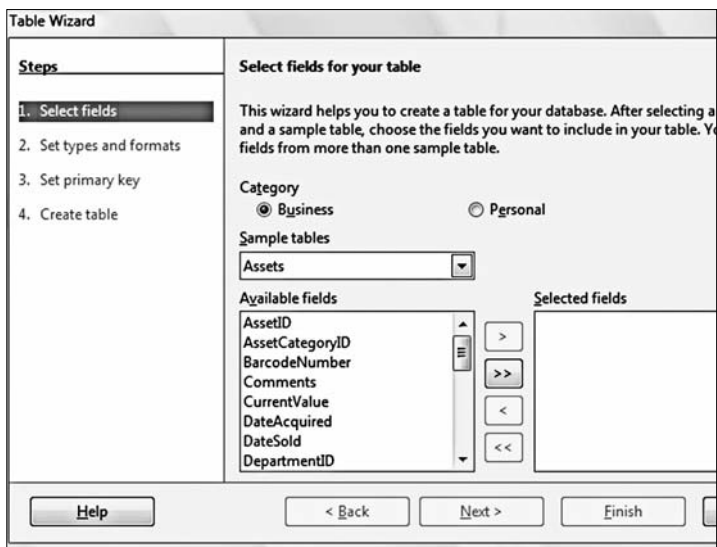 Table Wizard
Steps
1. Select fields
2. Set types and formats
3. Set primary key
4. Create table
Select fields for your table
This wizard helps you to create a table for your database. After selecting a
and a sample table, choose the fields you want to include in your table.
fields from more than one sample table.
Category
Business
Personal
Sample tables
Assets
Available fields
Selected fields
AssetID
AssetCategoryID
BarcodeNumber
Comments
CurrentValue
DateAcquired
DateSold
DepartmentID
>
>>
<
<<
Help
< Back
Next >
Finish